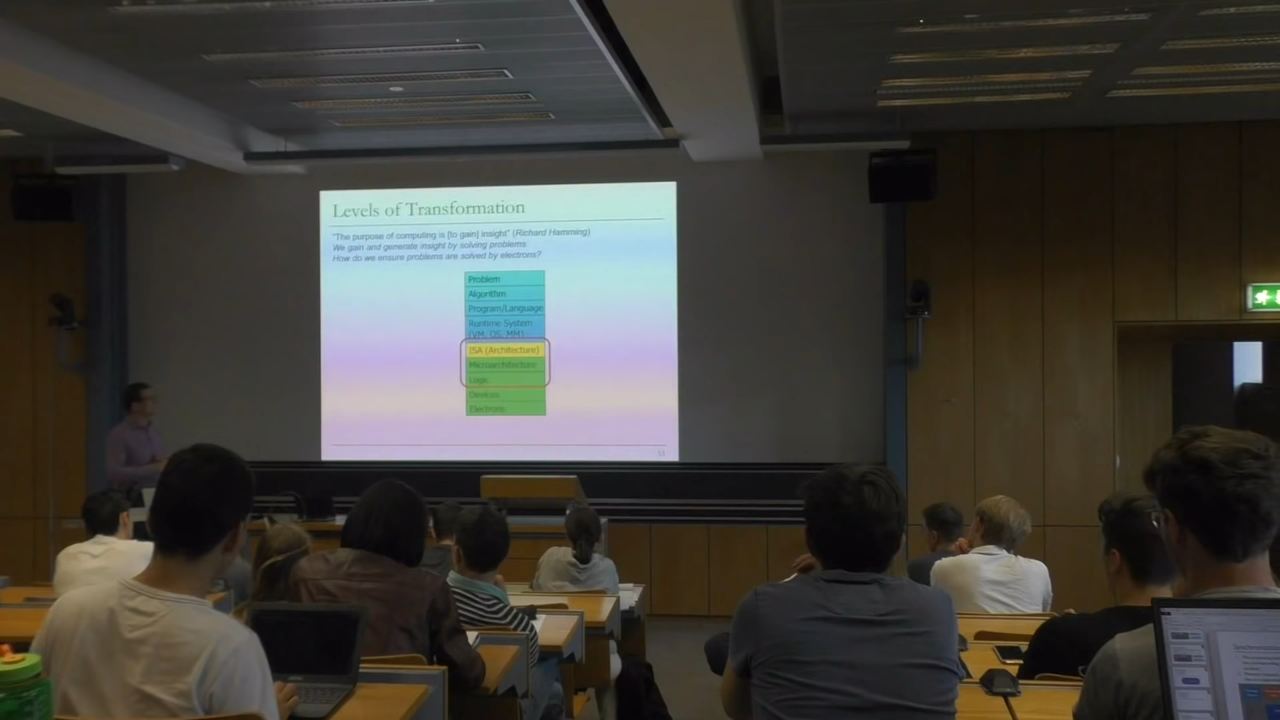 Levels of Transformation
"The purpose of computing is [to gain] insight" (Richard Hamming)
We gain and generate insight by solving problems
How do we ensure problems are solved by electrons?
Problem
Algorithm
Program/Language
Runtime System
(VM, OS, MM)
ISA (Architecture)
Microarchitecture
Logic
Devices
Electrons